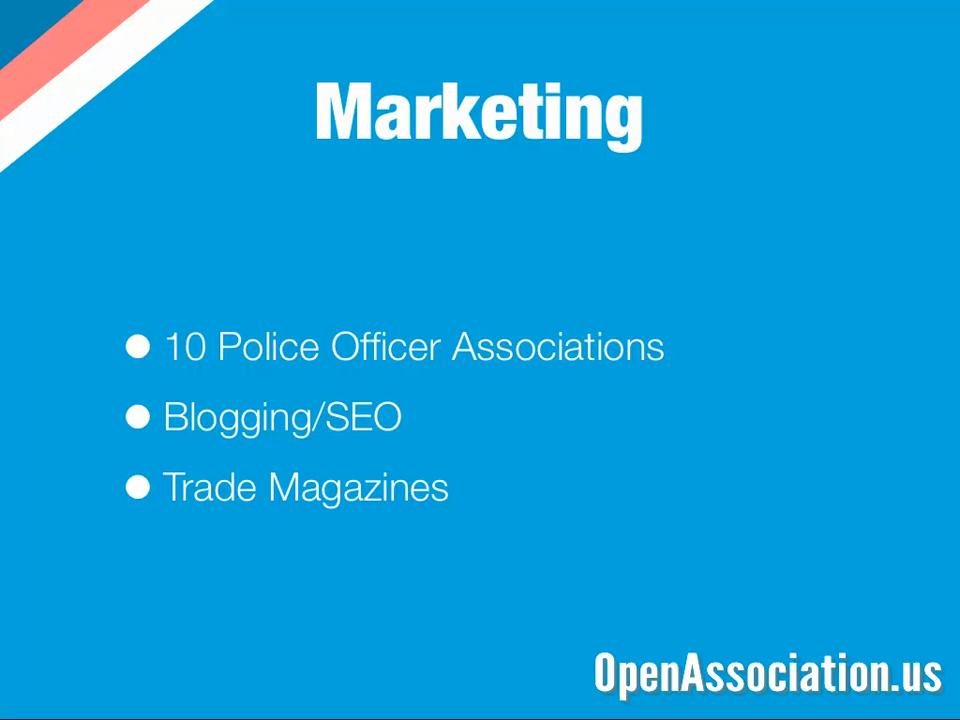 Marketing
10 Police Officer Associations
Blogging/SEO
Trade Magazines
OpenAssociation.us